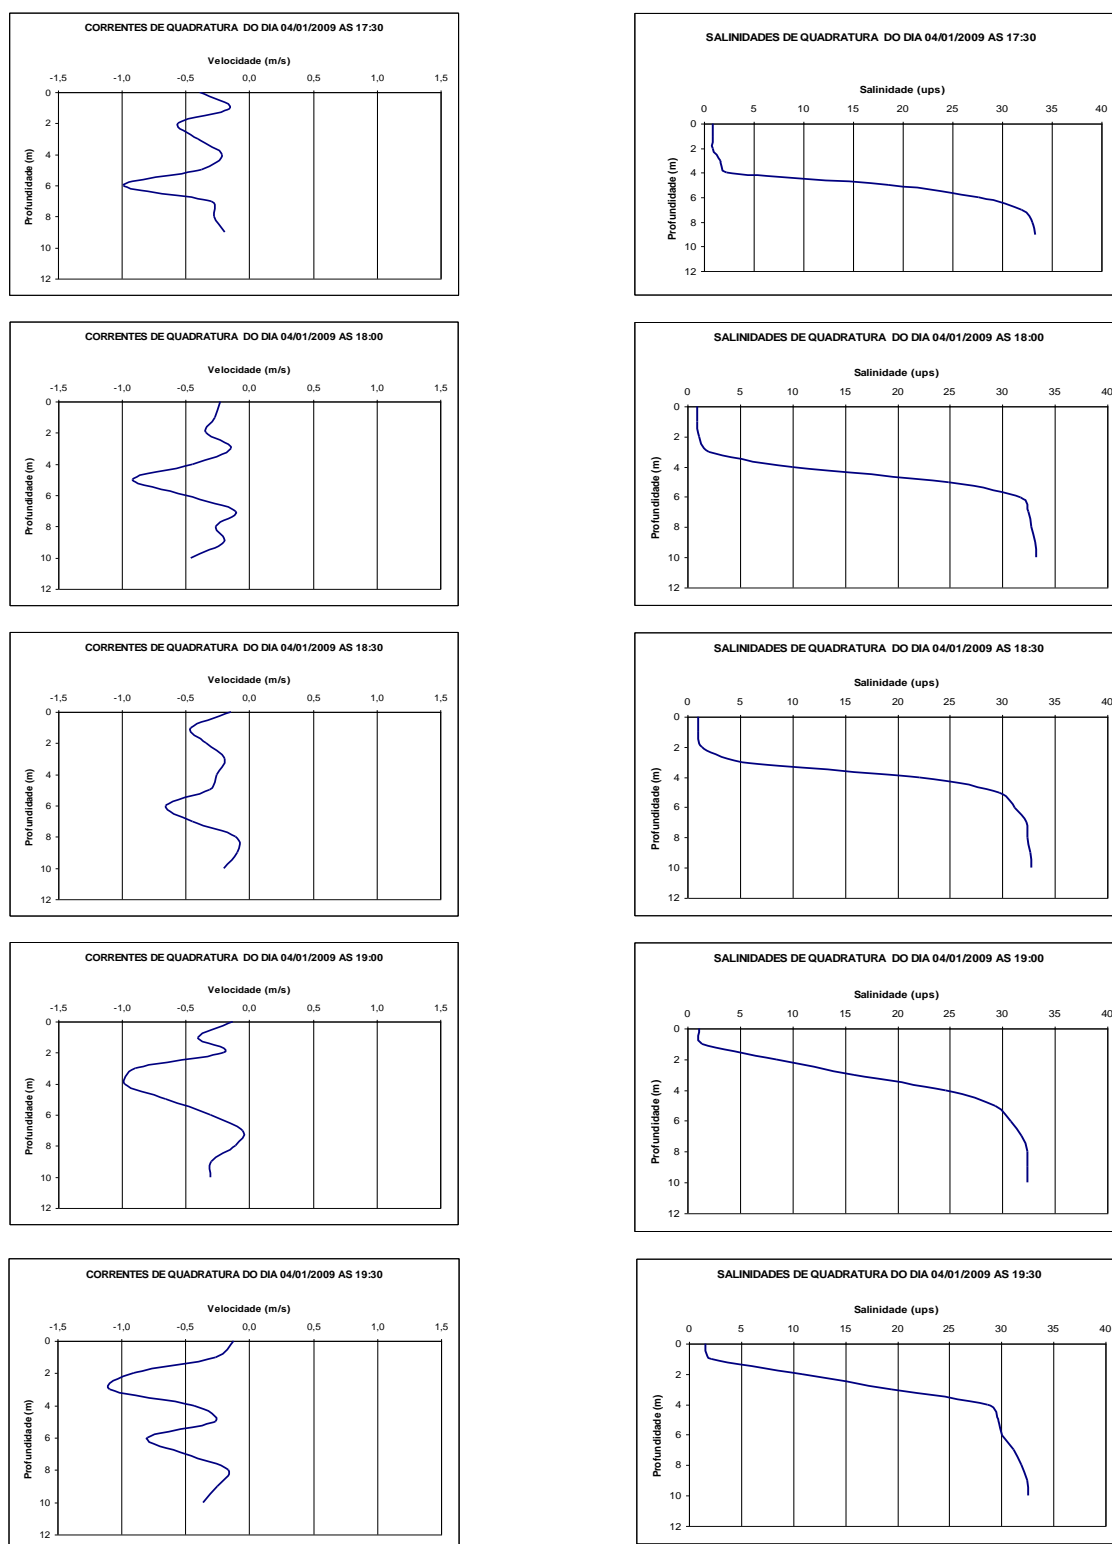 CORRENTES DE QUADRATURA DO DIA 04/01/2009 AS 17:30
Velocidade (m/s)
-1,5 -1,0 -0,5 0,0 0,5 1,0 1,5
0
2
4
6
8
10
12
Profundidade (m)
SALINIDADES DE QUADRATURA DO DIA 04/01/2009 AS 17:30
Salinidade (ups)
0 5 10 15 20 25 30 35 40
0
2
4
6
8
10
12
Profundidade (m)
CORRENTES DE QUADRATURA DO DIA 04/01/2009 AS 18:00
Velocidade (m/s)
-1,5 -1,0 -0,5 0,0 0,5 1,0 1,5
0
2
4
6
8
10
12
Profundidade (m)
SALINIDADES DE QUADRATURA DO DIA 04/01/2009 AS 18:00
Salinidade (ups)
0 5 10 15 20 25 30 35 40
0
2
4
6
8
10
12
Profundidade (m)
CORRENTES DE QUADRATURA DO DIA 04/01/2009 AS 18:30
Velocidade (m/s)
-1,5 -1,0 -0,5 0,0 0,5 1,0 1,5
0
2
4
6
8
10
12
Profundidade (m)
SALINIDADES DE QUADRATURA DO DIA 04/01/2009 AS 18:30
Salinidade (ups)
0 5 10 15 20 25 30 35 40
0
2
4
6
8
10
12
Profundidade (m)
CORRENTES DE QUADRATURA DO DIA 04/01/2009 AS 19:00
Velocidade (m/s)
-1,5 -1,0 -0,5 0,0 0,5 1,0 1,5
0
2
4
6
8
10
12
Profundidade (m)
SALINIDADES DE QUADRATURA DO DIA 04/01/2009 AS 19:00
Salinidade (ups)
0 5 10 15 20 25 30 35 40
0
2
4
6
8
10
12
Profundidade (m)
CORRENTES DE QUADRATURA DO DIA 04/01/2009 AS 19:30
Velocidade (m/s)
-1,5 -1,0 -0,5 0,0 0,5 1,0 1,5
0
2
4
6
8
10
12
Profundidade (m)
SALINIDADES DE QUADRATURA DO DIA 04/01/2009 AS 19:30
Salinidade (ups)
0 5 10 15 20 25 30 35 40
0
2
4
6
8
10
12
Profundidade (m)